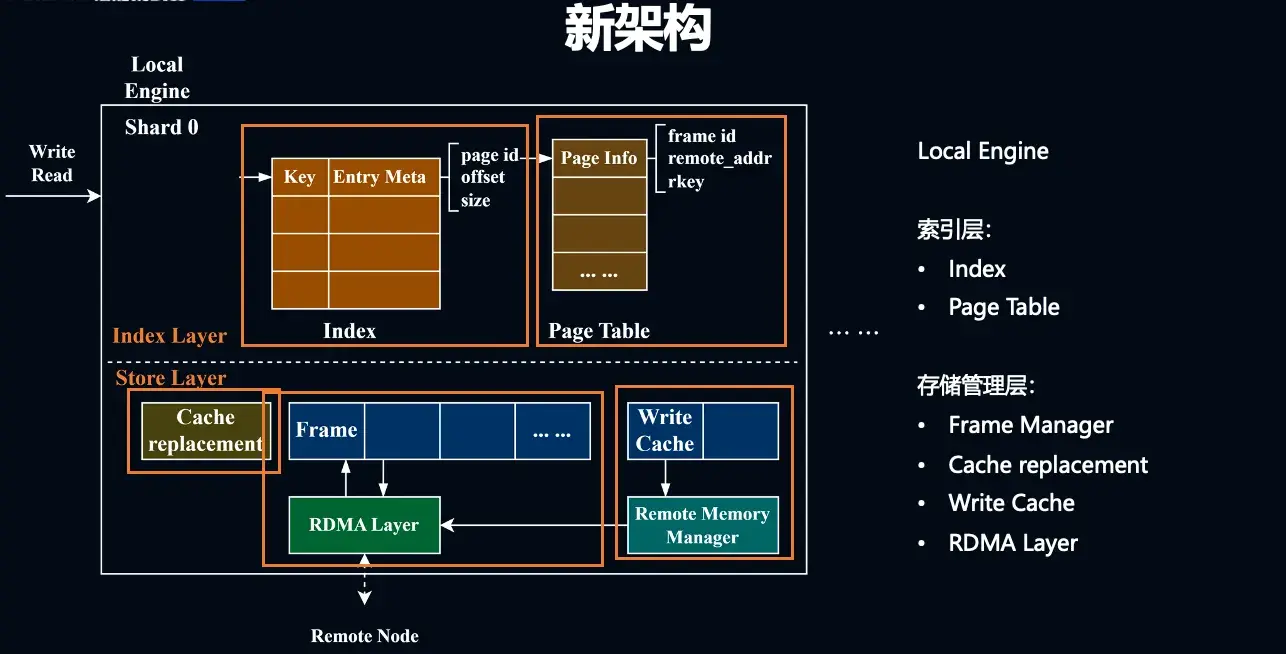 新架构
Local
Engine
Shard 0
Write
Read
Key
Entry Meta
page id
offset
size
Page Info
frame id
remote_addr
rkey
... ...
Index
Page Table
Index Layer
Store Layer
Cache
replacement
Frame
... ...
Write
Cache
RDMA Layer
Remote Memory
Manager
Remote Node
... ...
Local Engine
索引层:
• Index
• Page Table
存储管理层:
• Frame Manager
• Cache replacement
• Write Cache
• RDMA Layer